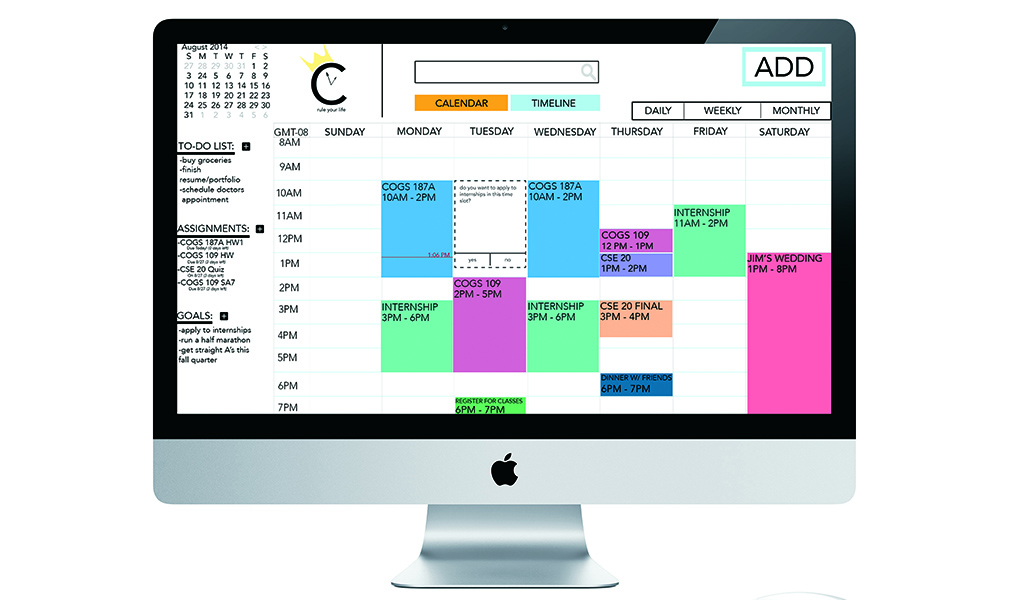 August 2014 < >
S M T W T F S
27 28 29 30 31 1 2
3 24 5 6 7 8 9
10 11 12 13 14 15 16
17 18 19 20 21 22 23
24 25 26 27 28 29 30
31 1 2 3 4 5 6
C
rule your life
CALENDAR
TIMELINE
ADD
DAILY
WEEKLY
MONTHLY
TO-DO LIST: +
-buy groceries
-finish
resume/portfolio
-schedule doctors
appointment
ASSIGNMENTS: +
-COGS 187A HW1
Due Today! (0 days left)
-COGS 109 HW
Due 8/27 (2 days left)
-CSE 20 Quiz
On 8/27 (2 days left)
-COGS 109 SA7
Due 8/27 (2 days left)
GOALS: +
-apply to internships
-run a half marathon
-get straight A's this
fall quarter
GMT-08 SUNDAY MONDAY TUESDAY WEDNESDAY THURSDAY FRIDAY SATURDAY
8AM
9AM
10AM
11AM
12PM
1PM
2PM
3PM
4PM
5PM
6PM
7PM
COGS 187A
10AM - 2PM
1:06 PM
INTERNSHIP
3PM - 6PM
do you want to apply to
internships in this time
slot?
yes
no
COGS 109
2PM - 5PM
REGISTER FOR CLASSES
6PM - 7PM
COGS 187A
10AM - 2PM
INTERNSHIP
3PM - 6PM
COGS 109
12 PM - 1PM
CSE 20
1PM - 2PM
CSE 20 FINAL
3PM - 4PM
DINNER W/ FRIENDS
6PM - 7PM
INTERNSHIP
11AM - 2PM
JIM'S WEDDING
1PM - 8PM